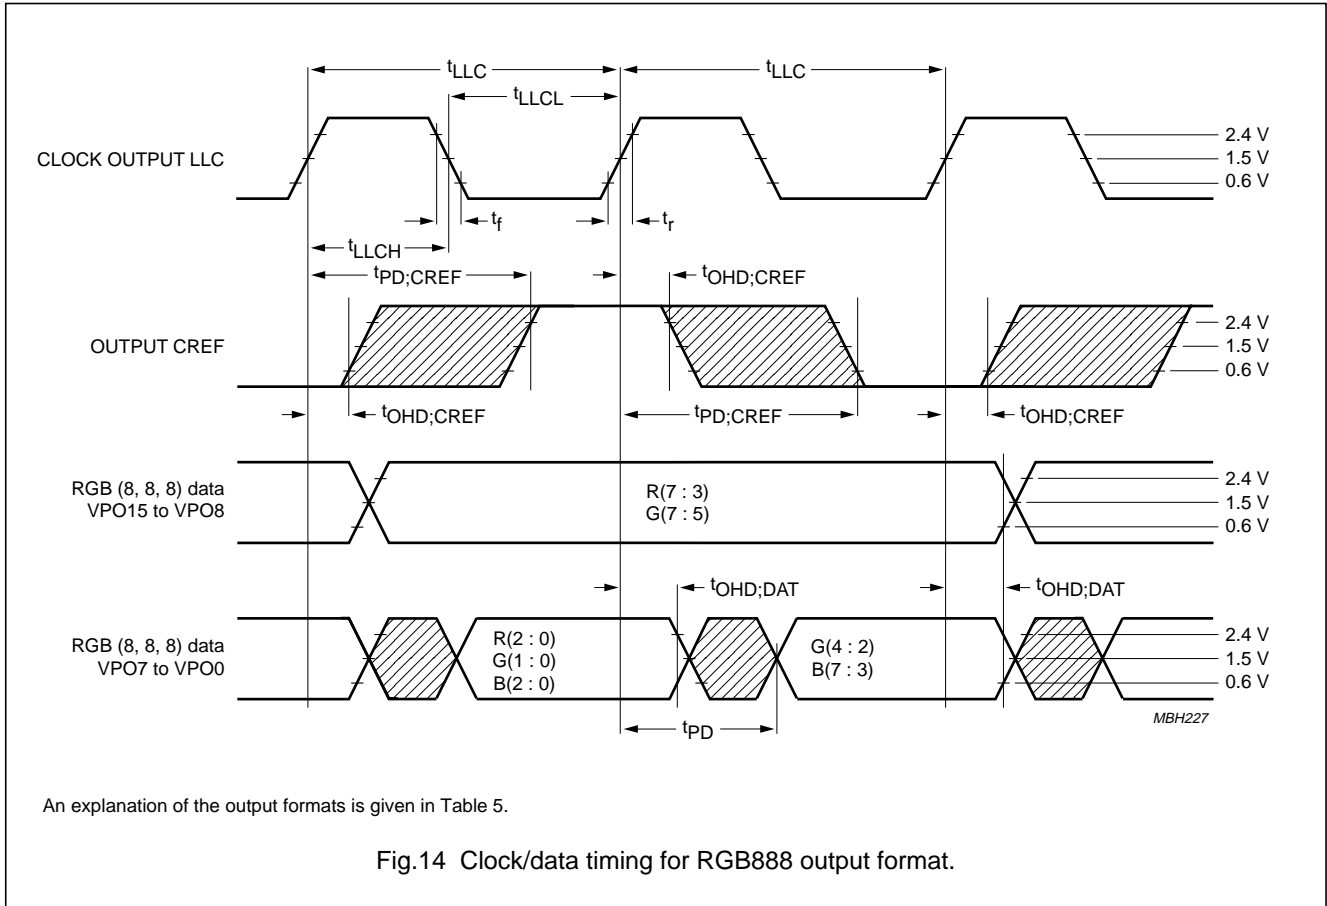 tLLC
tLLC
tLLCL
CLOCK OUTPUT LLC
2.4 V
1.5 V
0.6 V
tf
tr
tLLCH
tPD;CREF
tOHD;CREF
OUTPUT CREF
2.4 V
1.5 V
0.6 V
tOHD;CREF
tPD;CREF
tOHD;CREF
RGB (8, 8, 8) data
VPO15 to VPO8
R(7 : 3)
G(7 : 5)
2.4 V
1.5 V
0.6 V
tOHD;DAT
tOHD;DAT
RGB (8, 8, 8) data
VPO7 to VPO0
R(2 : 0)
G(1 : 0)
B(2 : 0)
G(4 : 2)
B(7 : 3)
2.4 V
1.5 V
0.6 V
tPD
MBH227
An explanation of the output formats is given in Table 5.
Fig.14 Clock/data timing for RGB888 output format.